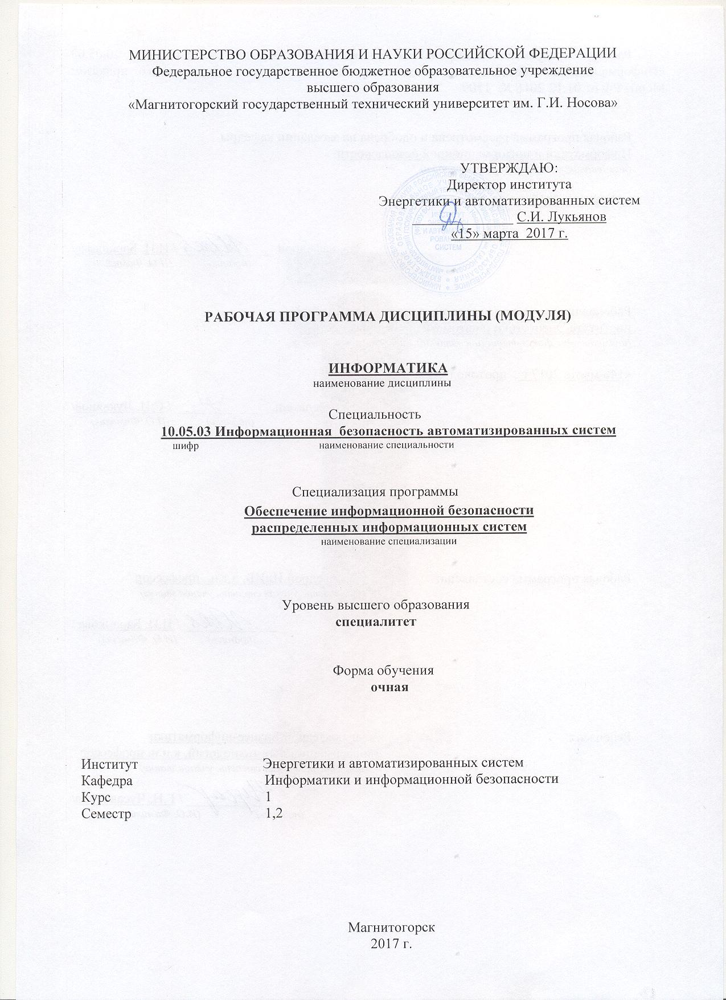 МИНИСТЕРСТВО ОБРАЗОВАНИЯ И НАУКИ РОССИЙСКОЙ ФЕДЕРАЦИИ
Федеральное государственное бюджетное образовательное учреждение
высшего образования
«Магнитогорский государственный технический университет им. Г.И. Носова»
УТВЕРЖДАЮ:
Директор института
Энергетики и автоматизированных систем
С.И. Лукьянов
«15» марта 2017 г.
РАБОЧАЯ ПРОГРАММА ДИСЦИПЛИНЫ (МОДУЛЯ)
ИНФОРМАТИКА
наименование дисциплины
Специальность
10.05.03 Информационная безопасность автоматизированных систем
шифр наименование специальности
Специализация программы
Обеспечение информационной безопасности
распределенных информационных систем
наименование специализации
Уровень высшего образования
специалитет
Форма обучения
очная
Институт Энергетики и автоматизированных систем
Кафедра Информатики и информационной безопасности
Курс 1
Семестр 1,2
Магнитогорск
2017 г.